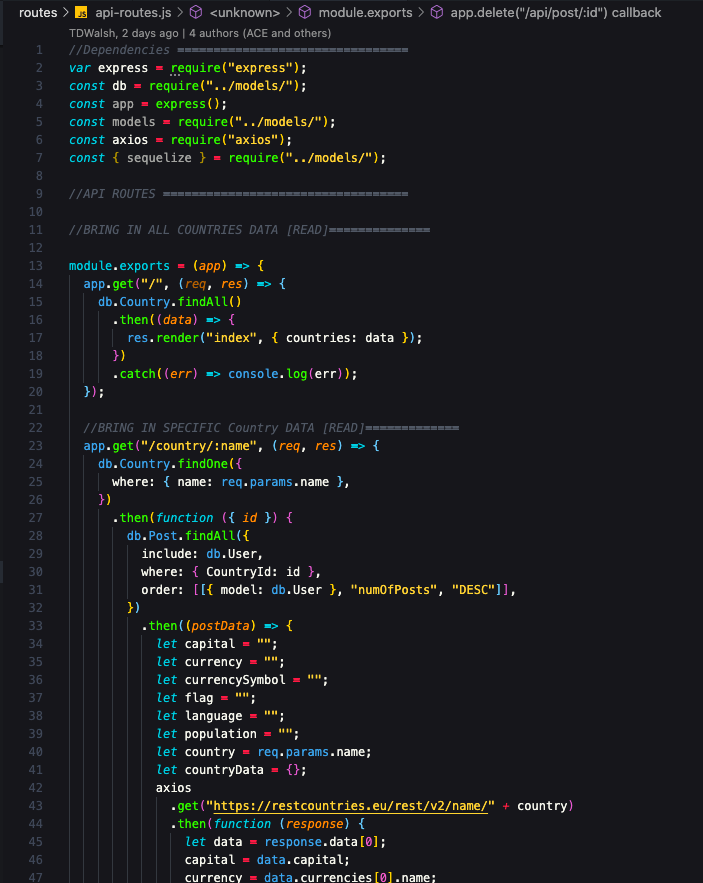 routes > JS api-routes.js > <unknown> > module.exports > app.delete("/api/post/:id") callback
TDWalsh, 2 days ago | 4 authors (ACE and others)
1 //Dependencies ================================
2 var express = require("express");
3 const db = require("../models/");
4 const app = express();
5 const models = require("../models/");
6 const axios = require("axios");
7 const { sequelize } = require("../models/");
8
9 //API ROUTES ==================================
10
11 //BRING IN ALL COUNTRIES DATA [READ]==============
12
13 module.exports = (app) => {
14 app.get("/", (req, res) => {
15 db.Country.findAll()
16 .then((data) => {
17 res.render("index", { countries: data });
18 })
19 .catch((err) => console.log(err));
20 });
21
22 //BRING IN SPECIFIC Country DATA [READ]=============
23 app.get("/country/:name", (req, res) => {
24 db.Country.findOne({
25 where: { name: req.params.name },
26 })
27 .then(function ({ id }) {
28 db.Post.findAll({
29 include: db.User,
30 where: { CountryId: id },
31 order: [[{ model: db.User }, "numOfPosts", "DESC"]],
32 })
33 .then((postData) => {
34 let capital = "";
35 let currency = "";
36 let currencySymbol = "";
37 let flag = "";
38 let language = "";
39 let population = "";
40 let country = req.params.name;
41 let countryData = {};
42 axios
43 .get("https://restcountries.eu/rest/v2/name/" + country)
44 .then(function (response) {
45 let data = response.data[0];
46 capital = data.capital;
47 currency = data.currencies[0].name;